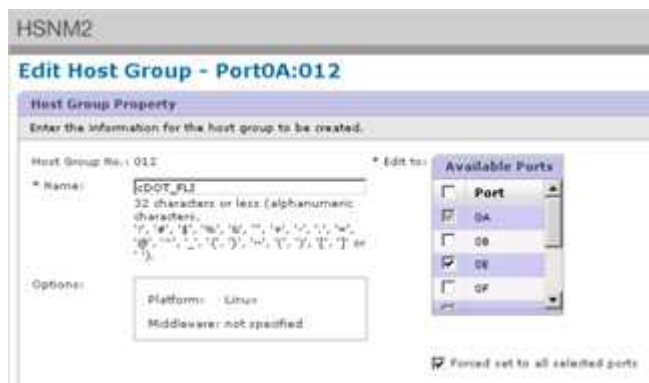 HSNM2
Edit Host Group - Port0A:012
Host Group Property
Enter the information for the host group to be created.
Host Group No.: 012
* Name:
cDOT_FLI
32 characters or less (alphanumeric
characters,
'!', '#', '$', '%', '&', ''', '+', '-', '.', '=',
'@', '^', '_', '{', '}', '~', '(', ')', '[', ']' or
' ').
Options:
Platform: Linux
Middleware: not specified
* Edit to:
Available Ports
Port
0A
0B
0E
0F
Forced set to all selected ports